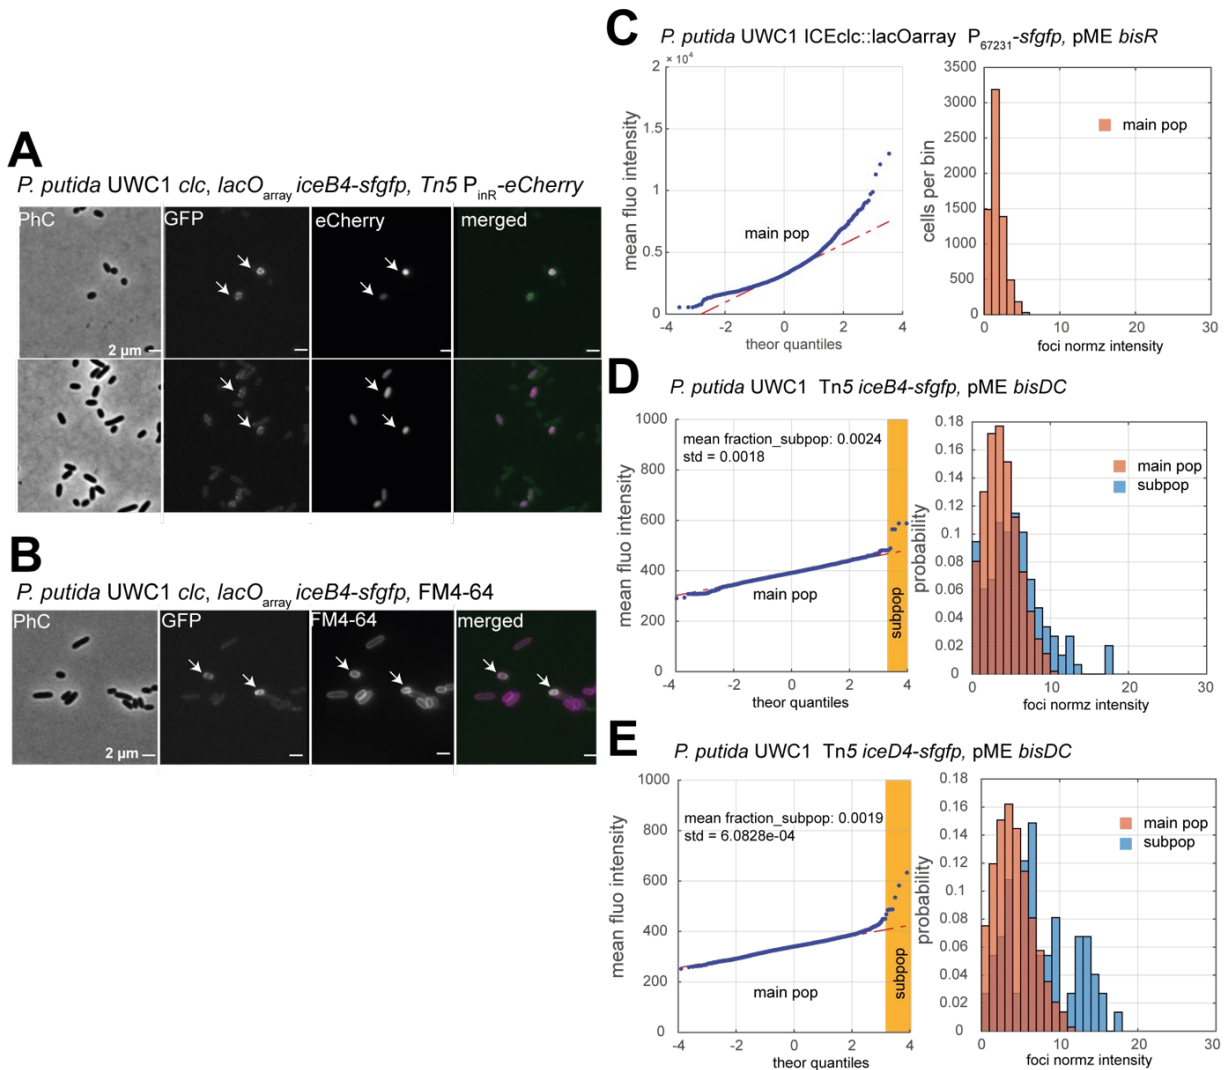 A
P. putida UWC1 clc, lacOarray iceB4-sfgfp, Tn5 PinR-eCherry
PhC GFP eCherry merged
2 µm
B
P. putida UWC1 clc, lacOarray iceB4-sfgfp, FM4-64
PhC GFP FM4-64 merged
2 µm
C
P. putida UWC1 ICEclc::lacOarray P67231-sfgfp, pME bisR
2 × 10⁴
1.5
1
0.5
0
-4 -2 0 2 4
mean fluo intensity
main pop
theor quantiles
3500
3000
2500
2000
1500
1000
500
0
0 10 20 30
cells per bin
main pop
foci normz intensity
D
P. putida UWC1 Tn5 iceB4-sfgfp, pME bisDC
1000
800
600
400
200
0
-4 -2 0 2 4
mean fluo intensity
mean fraction_subpop: 0.0024
std = 0.0018
main pop
subpop
theor quantiles
0.18
0.16
0.14
0.12
0.1
0.08
0.06
0.04
0.02
0
0 10 20 30
probability
main pop
subpop
foci normz intensity
E
P. putida UWC1 Tn5 iceD4-sfgfp, pME bisDC
1000
800
600
400
200
0
-4 -2 0 2 4
mean fluo intensity
mean fraction_subpop: 0.0019
std = 6.0828e-04
main pop
subpop
theor quantiles
0.18
0.16
0.14
0.12
0.1
0.08
0.06
0.04
0.02
0
0 10 20 30
probability
main pop
subpop
foci normz intensity